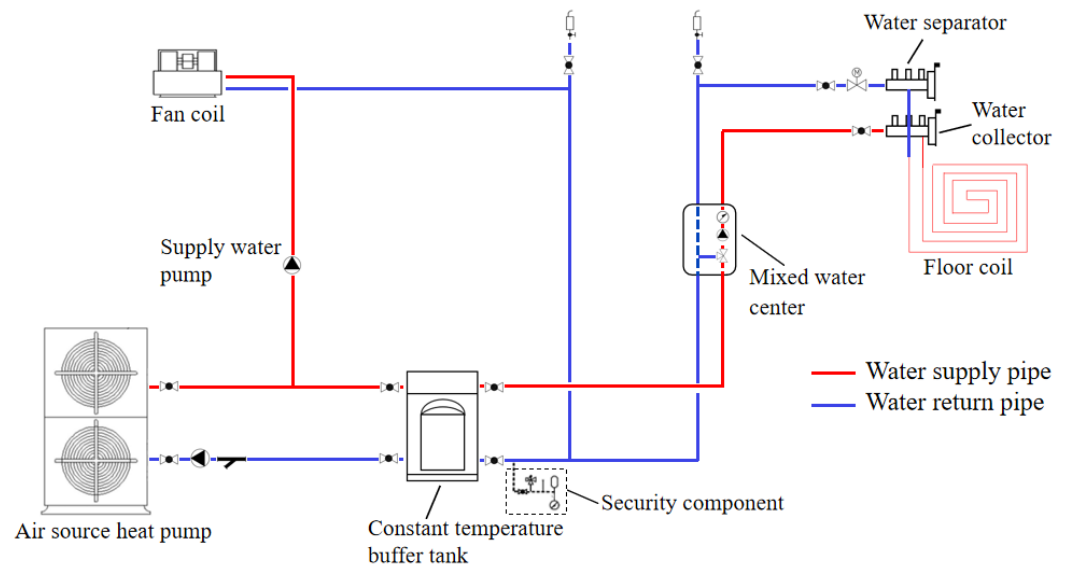 Water separator
Fan coil
Water
collector
Supply water
pump
Mixed water
center
Floor coil
Water supply pipe
Water return pipe
Air source heat pump
Constant temperature
buffer tank
Security component
M